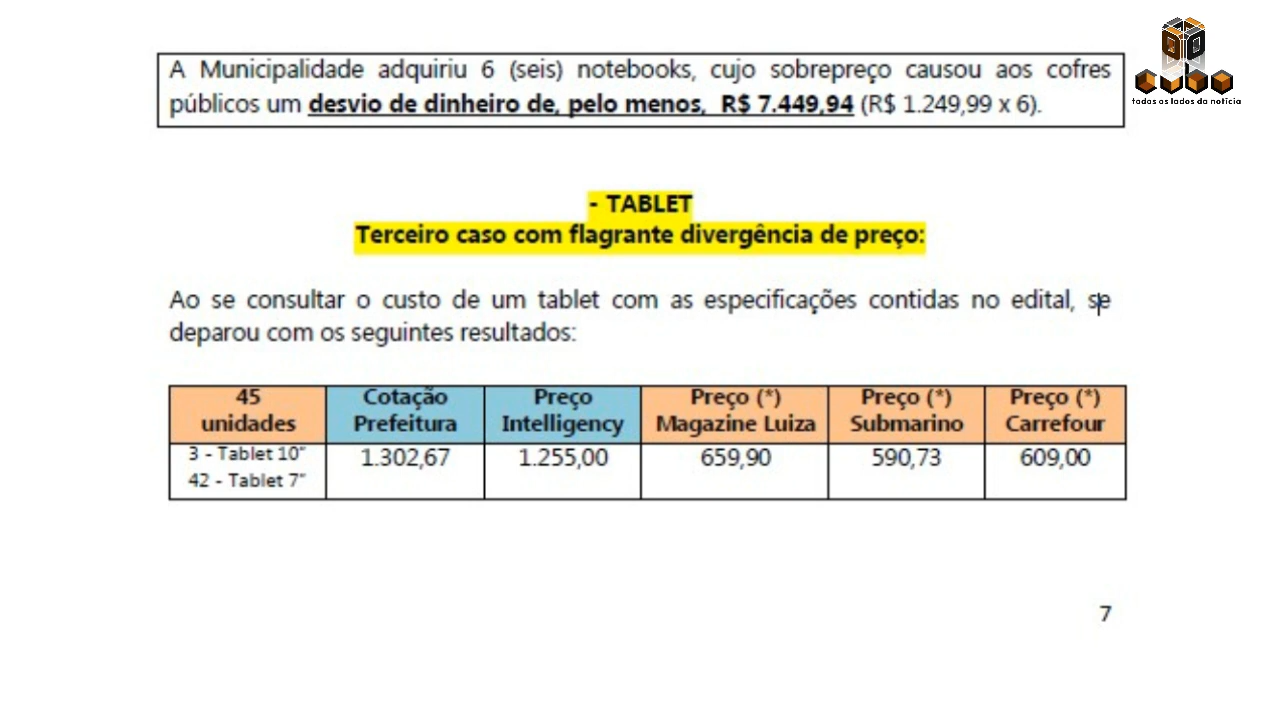 A Municipalidade adquiriu 6 (seis) notebooks, cujo sobrepreço causou aos cofres
públicos um desvio de dinheiro de, pelo menos, R$ 7.449,94 (R$ 1.249,99 x 6).
todos os lados da notícia
- TABLET
Terceiro caso com flagrante divergência de preço:
Ao se consultar o custo de um tablet com as especificações contidas no edital, se
deparou com os seguintes resultados:
45 unidades
Cotação Prefeitura
Preço Intelligency
Preço (*) Magazine Luiza
Preço (*) Submarino
Preço (*) Carrefour
3 - Tablet 10"
42 - Tablet 7"
1.302,67
1.255,00
659,90
590,73
609,00
7